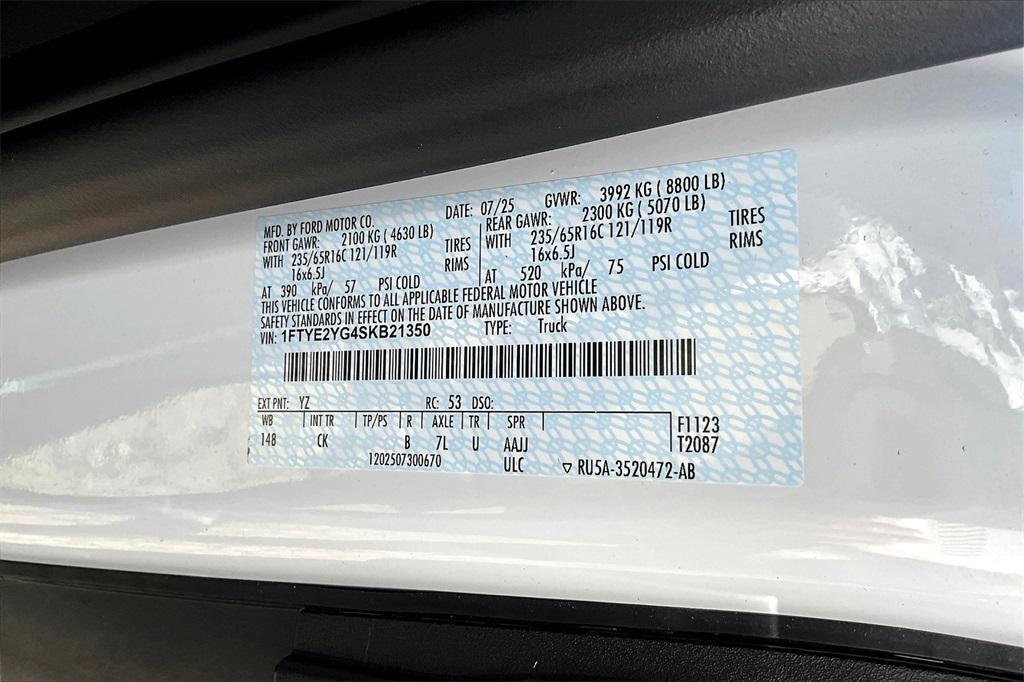 MFD. BY FORD MOTOR CO. DATE: 07/25 GVWR: 3992 KG ( 8800 LB)
FRONT GAWR: 2100 KG ( 4630 LB) REAR GAWR: 2300 KG ( 5070 LB)
WITH 235/65R16C 121/119R TIRES WITH 235/65R16C 121/119R TIRES
16x6.5J RIMS 16x6.5J RIMS
AT 390 kPa/ 57 PSI COLD AT 520 kPa/ 75 PSI COLD
THIS VEHICLE CONFORMS TO ALL APPLICABLE FEDERAL MOTOR VEHICLE
SAFETY STANDARDS IN EFFECT ON THE DATE OF MANUFACTURE SHOWN ABOVE.
VIN: 1FTYE2YG4SKB21350 TYPE: Truck
EXT PNT: YZ RC: 53 DSO:
WB INT TR TP/PS R AXLE TR SPR F1123
148 CK B 7L U AAJJ T2087
1202507300670 ULC ▽ RU5A-3520472-AB